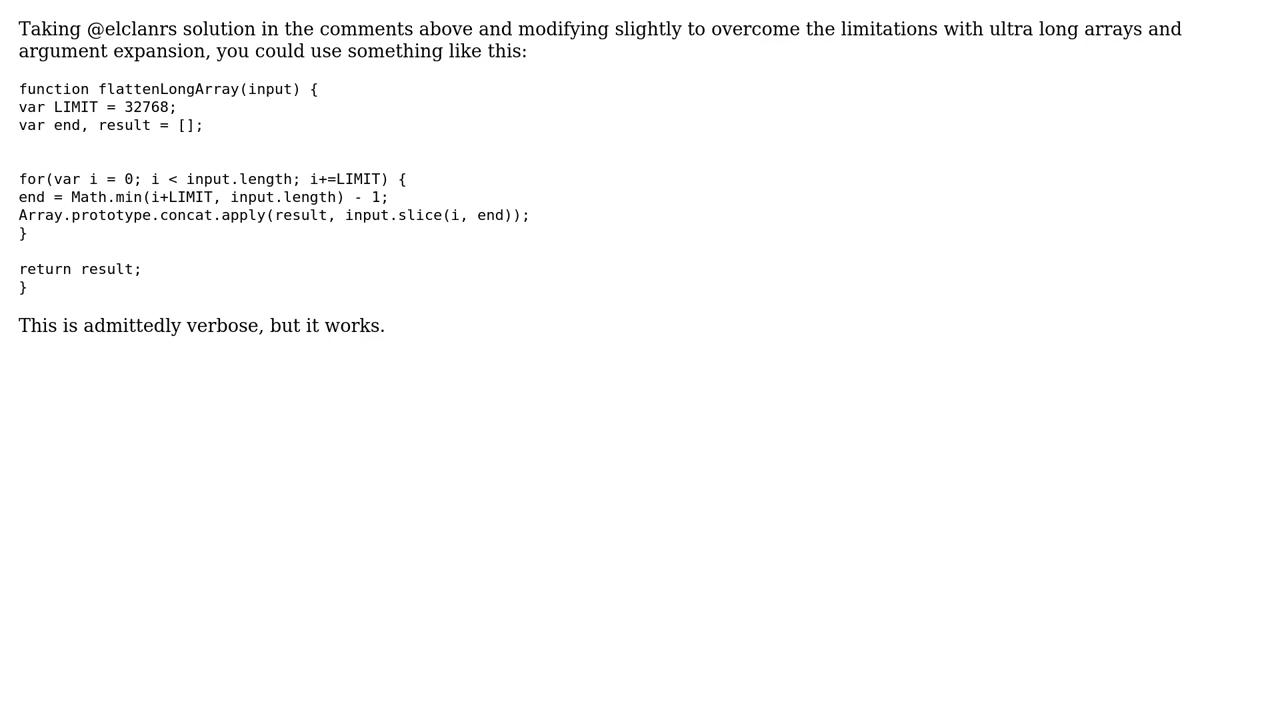 Taking @elclanrs solution in the comments above and modifying slightly to overcome the limitations with ultra long arrays and
argument expansion, you could use something like this:
function flattenLongArray(input) {
var LIMIT = 32768;
var end, result = [];
for(var i = 0; i < input.length; i+=LIMIT) {
end = Math.min(i+LIMIT, input.length) - 1;
Array.prototype.concat.apply(result, input.slice(i, end));
}
return result;
}
This is admittedly verbose, but it works.